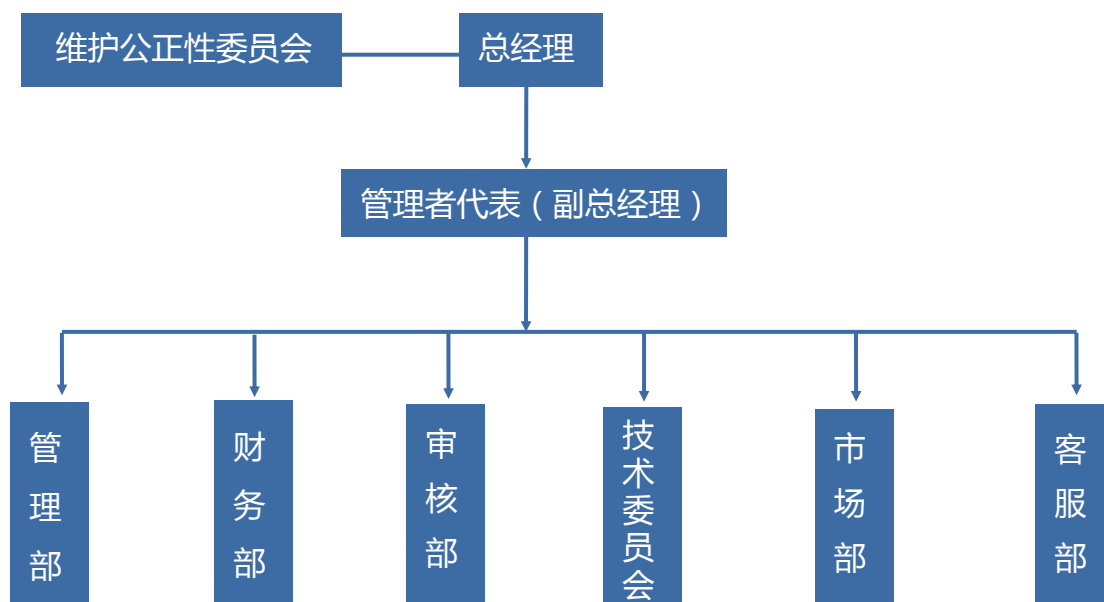 维护公正性委员会
总经理
管理者代表（副总经理）
管理部
财务部
审核部
技术委员会
市场部
客服部